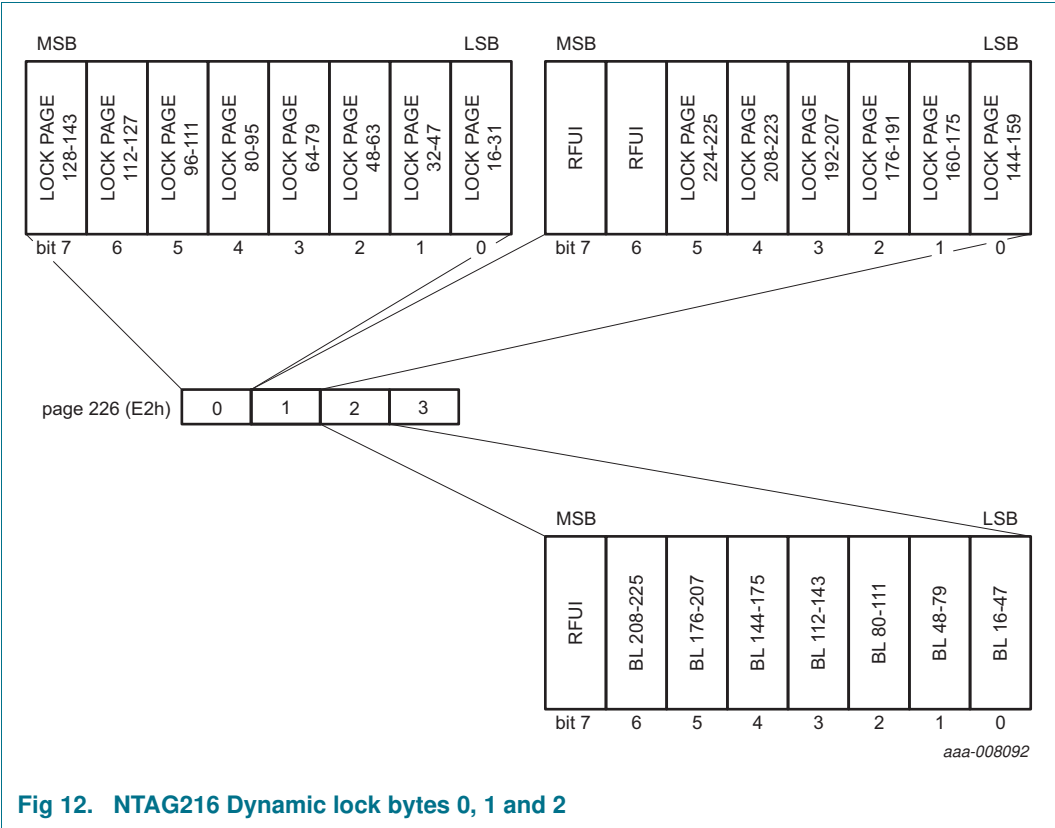 MSB LSB
LOCK PAGE 128-143
LOCK PAGE 112-127
LOCK PAGE 96-111
LOCK PAGE 80-95
LOCK PAGE 64-79
LOCK PAGE 48-63
LOCK PAGE 32-47
LOCK PAGE 16-31
bit 7 6 5 4 3 2 1 0
MSB LSB
RFUI
RFUI
LOCK PAGE 224-225
LOCK PAGE 208-223
LOCK PAGE 192-207
LOCK PAGE 176-191
LOCK PAGE 160-175
LOCK PAGE 144-159
bit 7 6 5 4 3 2 1 0
page 226 (E2h) 0 1 2 3
MSB LSB
RFUI
BL 208-225
BL 176-207
BL 144-175
BL 112-143
BL 80-111
BL 48-79
BL 16-47
bit 7 6 5 4 3 2 1 0
aaa-008092
Fig 12. NTAG216 Dynamic lock bytes 0, 1 and 2